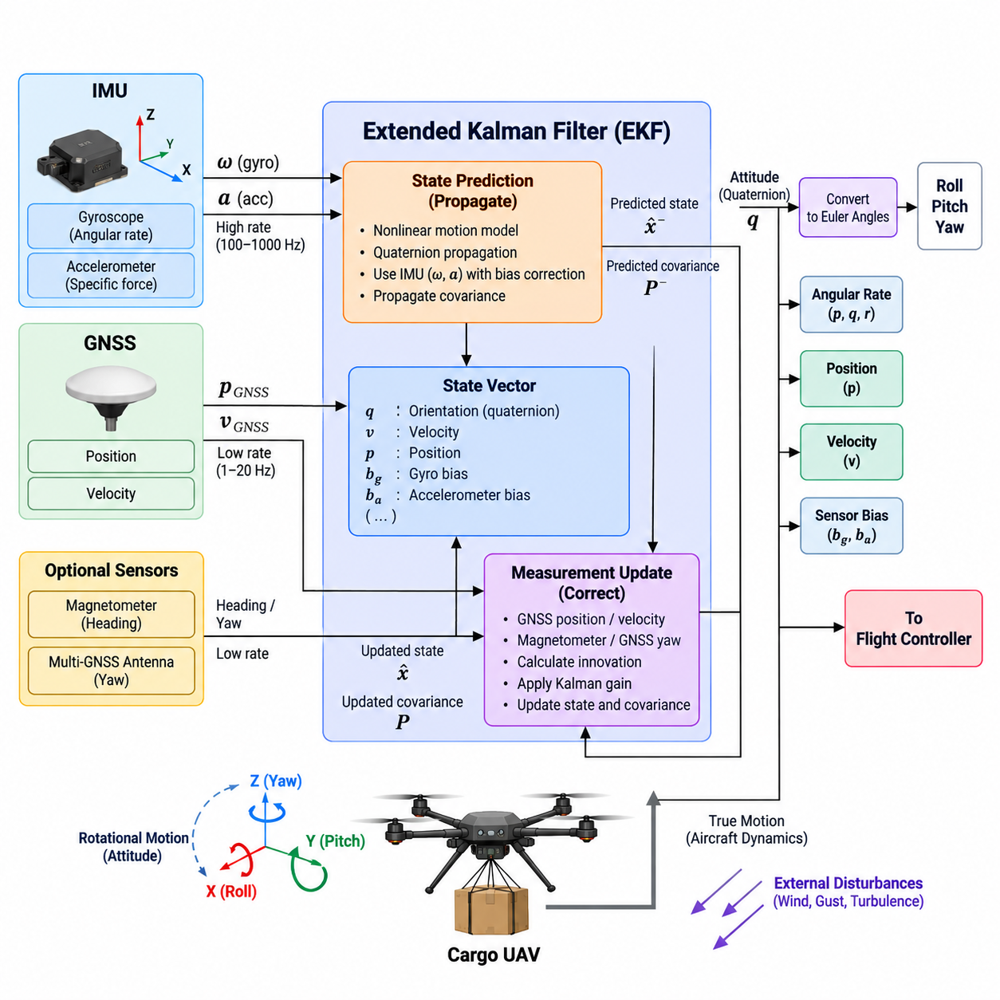 IMU
Z
Y
X
Gyroscope
(Angular rate)
Accelerometer
(Specific force)
ω (gyro)
a (acc)
High rate
(100–1000 Hz)
GNSS
Position
Velocity
p GNSS
v GNSS
Low rate
(1–20 Hz)
Optional Sensors
Magnetometer
(Heading)
Multi-GNSS Antenna
(Yaw)
Heading /
Yaw
Low rate
Extended Kalman Filter (EKF)
State Prediction
(Propagate)
• Nonlinear motion model
• Quaternion propagation
• Use IMU (ω, a) with bias correction
• Propagate covariance
Predicted state
x̂⁻
Predicted covariance
P⁻
State Vector
q : Orientation (quaternion)
v : Velocity
p : Position
b_g : Gyro bias
b_a : Accelerometer bias
( ... )
Measurement Update
(Correct)
• GNSS position / velocity
• Magnetometer / GNSS yaw
• Calculate innovation
• Apply Kalman gain
• Update state and covariance
Updated state
x̂
Updated covariance
P
Attitude
(Quaternion)
q
Convert
to Euler Angles
Roll
Pitch
Yaw
Angular Rate
(p, q, r)
Position
(p)
Velocity
(v)
Sensor Bias
(b_g, b_a)
To
Flight Controller
Z (Yaw)
Rotational Motion
(Attitude)
Y (Pitch)
X (Roll)
Cargo UAV
True Motion
(Aircraft Dynamics)
External Disturbances
(Wind, Gust, Turbulence)